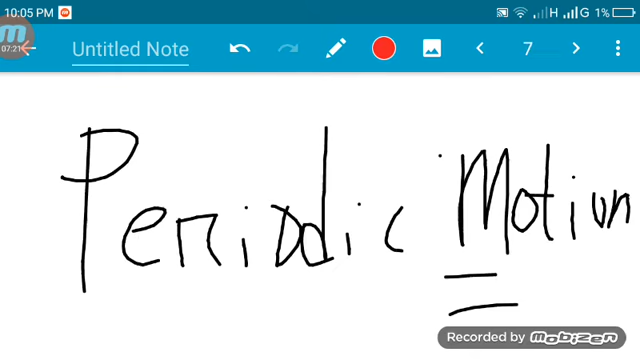 10:05 PM H G 1%
07:21 Untitled Note 7
Periodic Motion
Recorded by mobizen